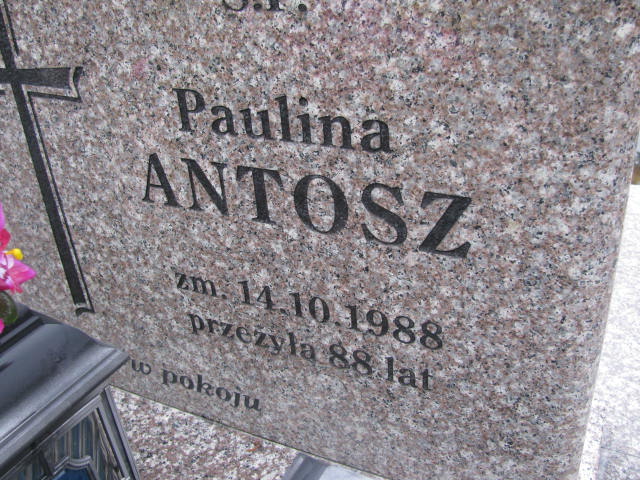 Ś.P.
Paulina
ANTOSZ
zm. 14.10.1988
przeżyła 88 lat
w pokoju